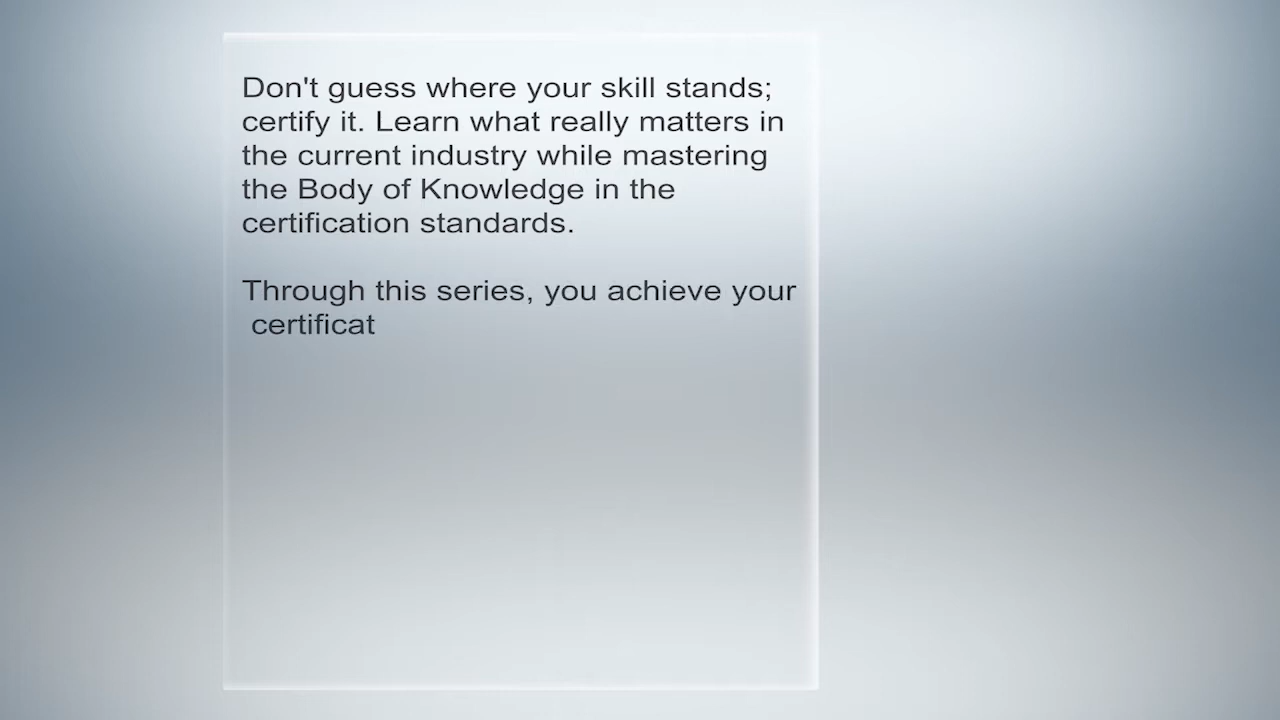 Don't guess where your skill stands;
certify it. Learn what really matters in
the current industry while mastering
the Body of Knowledge in the
certification standards.
Through this series, you achieve your
certificat